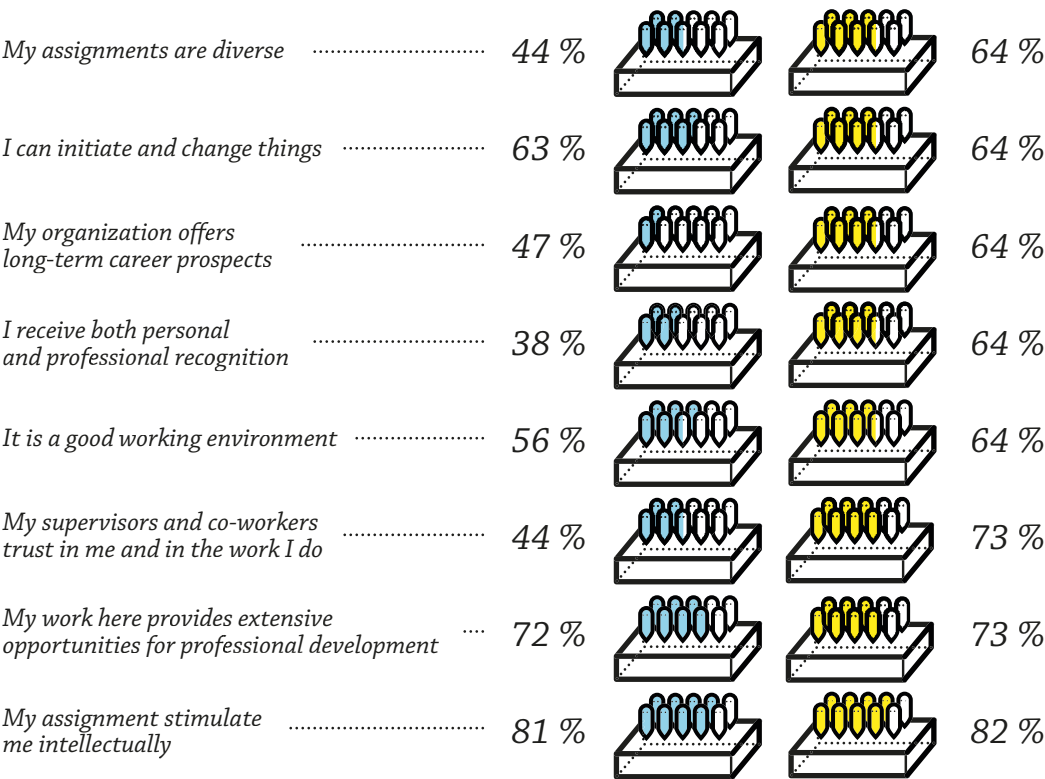 My assignments are diverse 44 % 64 %
I can initiate and change things 63 % 64 %
My organization offers
long-term career prospects 47 % 64 %
I receive both personal
and professional recognition 38 % 64 %
It is a good working environment 56 % 64 %
My supervisors and co-workers
trust in me and in the work I do 44 % 73 %
My work here provides extensive
opportunities for professional development 72 % 73 %
My assignment stimulate
me intellectually 81 % 82 %